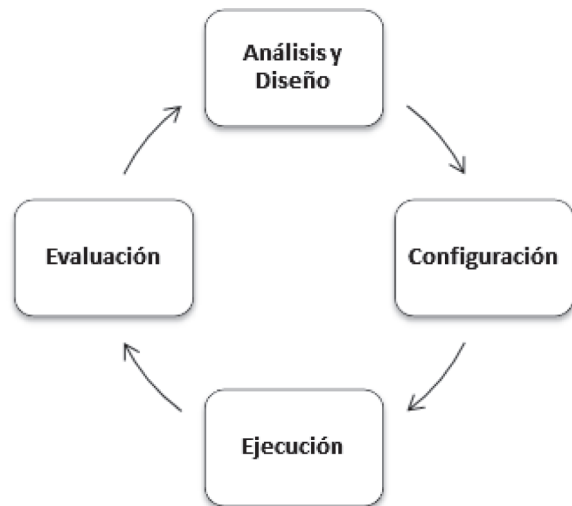 Análisis y
Diseño
Evaluación
Configuración
Ejecución